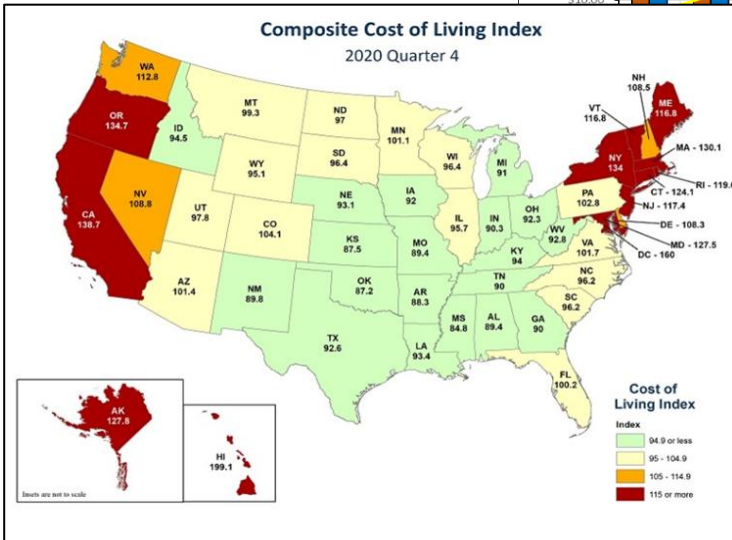 $10.00
Composite Cost of Living Index
2020 Quarter 4
WA
112.8
OR
134.7
CA
138.7
NV
108.8
ID
94.5
MT
99.3
WY
95.1
UT
97.8
AZ
101.4
CO
104.1
NM
89.8
ND
97
SD
96.4
NE
93.1
KS
87.5
OK
87.2
TX
92.6
MN
101.1
IA
92
MO
89.4
AR
88.3
LA
93.4
WI
96.4
IL
95.7
MI
91
IN
90.3
OH
92.3
KY
94
TN
90
MS
84.8
AL
89.4
GA
90
FL
100.2
SC
96.2
NC
96.2
VA
101.7
WV
92.8
PA
102.8
NY
134
VT
116.8
NH
108.5
ME
116.8
MA - 130.1
CT - 124.1
NJ - 117.4
DE - 108.3
MD - 127.5
DC - 160
AK
127.8
Insets are not to scale
HI
199.1
Cost of
Living Index
Index
94.9 or less
95 - 104.9
105 - 114.9
115 or more